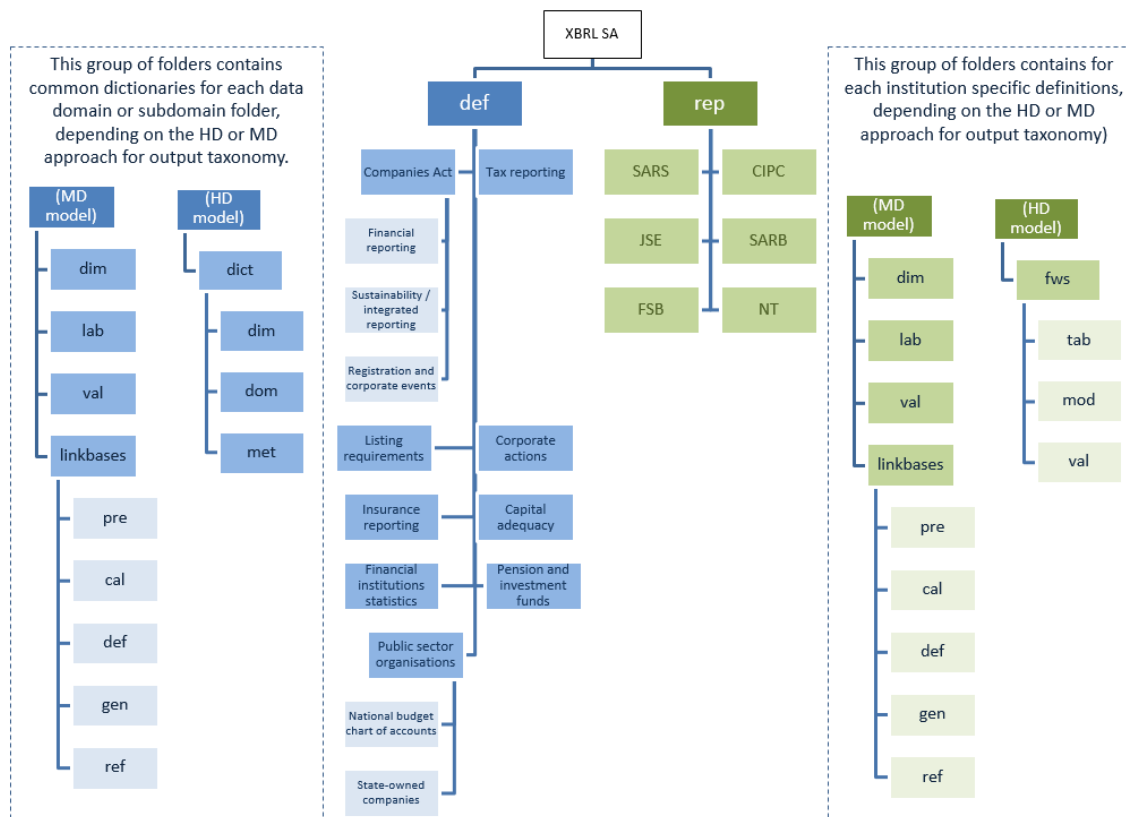 XBRL SA
This group of folders contains
common dictionaries for each data
domain or subdomain folder,
depending on the HD or MD
approach for output taxonomy.
(MD
model)
dim
lab
val
linkbases
pre
cal
def
gen
ref
(HD
model)
dict
dim
dom
met
def
Companies Act
Tax reporting
Financial
reporting
Sustainability /
integrated
reporting
Registration and
corporate events
Listing
requirements
Corporate
actions
Insurance
reporting
Capital
adequacy
Financial
institutions
statistics
Pension and
investment
funds
Public sector
organisations
National budget
chart of accounts
State-owned
companies
rep
SARS
CIPC
JSE
SARB
FSB
NT
This group of folders contains for
each institution specific definitions,
depending on the HD or MD
approach for output taxonomy)
(MD
model)
dim
lab
val
linkbases
pre
cal
def
gen
ref
(HD
model)
fws
tab
mod
val